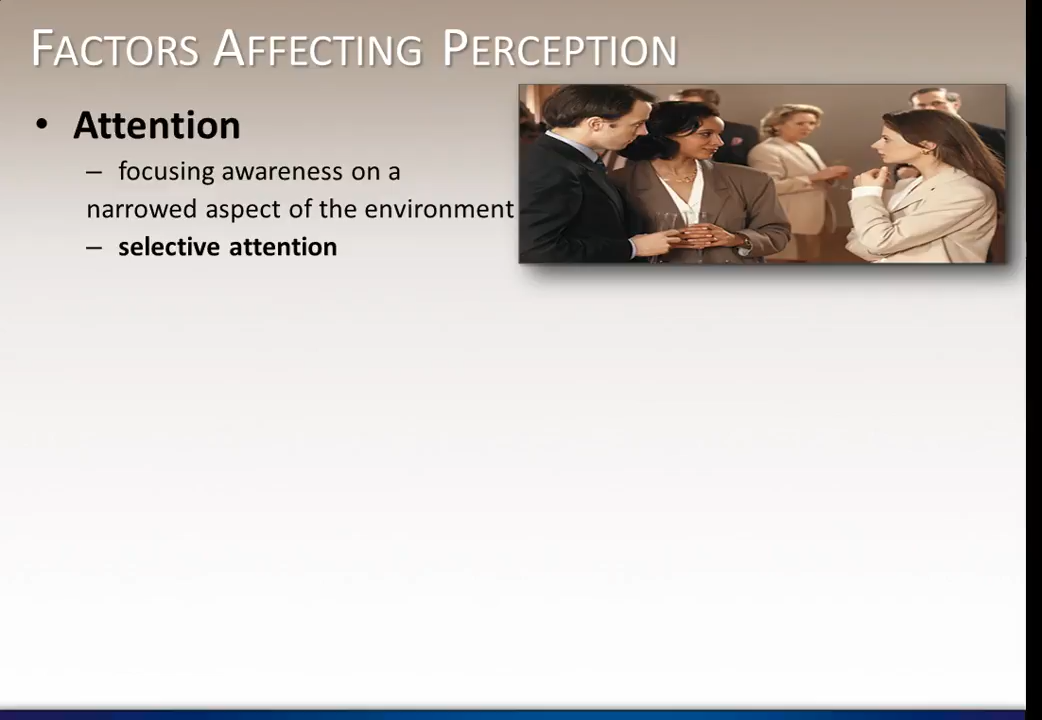 FACTORS AFFECTING PERCEPTION
• Attention
– focusing awareness on a
narrowed aspect of the environment
– selective attention